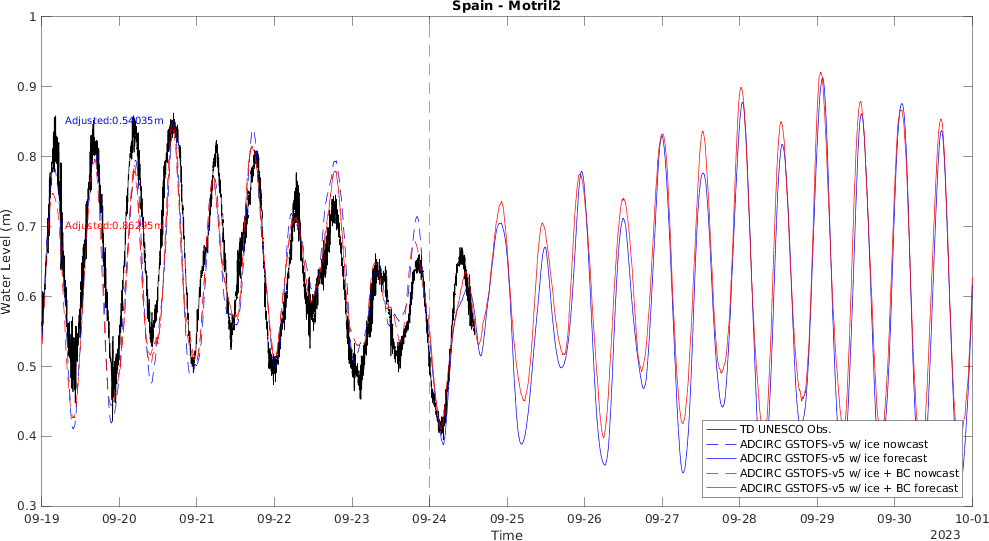 Spain - Motril2
1
0.9
0.8
0.7
0.6
0.5
0.4
0.3
Water Level (m)
Adjusted:0.54035m
Adjusted:0.86295m
TD UNESCO Obs.
ADCIRC GSTOFS-v5 w/ ice nowcast
ADCIRC GSTOFS-v5 w/ ice forecast
ADCIRC GSTOFS-v5 w/ ice + BC nowcast
ADCIRC GSTOFS-v5 w/ ice + BC forecast
09-19 09-20 09-21 09-22 09-23 09-24 09-25 09-26 09-27 09-28 09-29 09-30 10-01
Time
2023